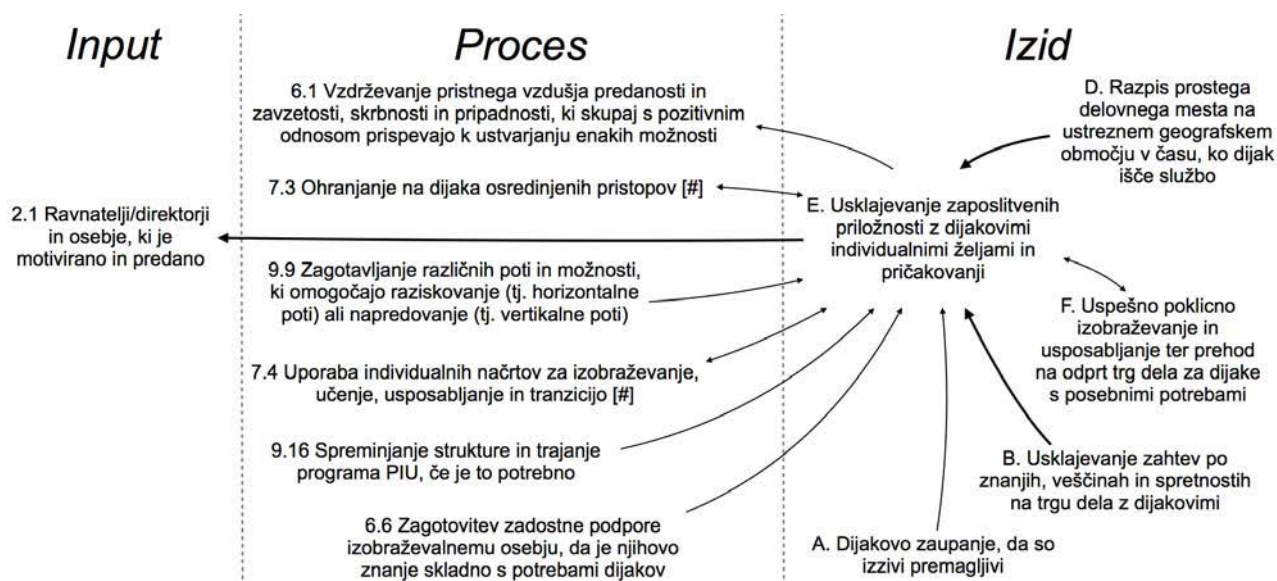 Input
Proces
Izid
2.1 Ravnatelji/direktorji
in osebje, ki je
motivirano in predano
6.1 Vzdrževanje pristnega vzdušja predanosti in
zavzetosti, skrbnosti in pripadnosti, ki skupaj s pozitivnim
odnosom prispevajo k ustvarjanju enakih možnosti
7.3 Ohranjanje na dijaka osredinjenih pristopov [#]
9.9 Zagotavljanje različnih poti in možnosti,
ki omogočajo raziskovanje (tj. horizontalne
poti) ali napredovanje (tj. vertikalne poti)
7.4 Uporaba individualnih načrtov za izobraževanje,
učenje, usposabljanje in tranzicijo [#]
9.16 Spreminjanje strukture in trajanje
programa PIU, če je to potrebno
6.6 Zagotovitev zadostne podpore
izobraževalnemu osebju, da je njihovo
znanje skladno s potrebami dijakov
D. Razpis prostega
delovnega mesta na
ustreznem geografskem
območju v času, ko dijak
išče službo
E. Usklajevanje zaposlitvenih
priložnosti z dijakovimi
individualnimi željami in
pričakovanji
F. Uspešno poklicno
izobraževanje in
usposabljanje ter prehod
na odprt trg dela za dijake
s posebnimi potrebami
B. Usklajevanje zahtev po
znanjih, veščinah in spretnostih
na trgu dela z dijakovimi
A. Dijakovo zaupanje, da so
izzivi premagljivi